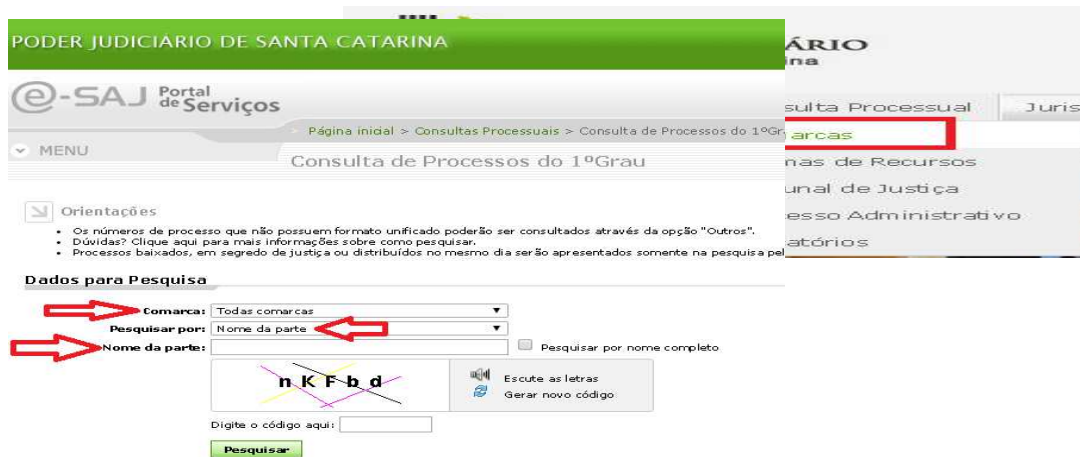 PODER JUDICIÁRIO DE SANTA CATARINA
e-SAJ Portal de Serviços
Página inicial > Consultas Processuais > Consulta de Processos do 1ºGr
MENU
Consulta de Processos do 1ºGrau
Orientações
• Os números de processo que não possuem formato unificado poderão ser consultados através da opção "Outros".
• Dúvidas? Clique aqui para mais informações sobre como pesquisar.
• Processos baixados, em segredo de justiça ou distribuídos no mesmo dia serão apresentados somente na pesquisa pel
Dados para Pesquisa
Comarca: Todas comarcas
Pesquisar por: Nome da parte
Nome da parte:
Pesquisar por nome completo
n K F b d
Escute as letras
Gerar novo código
Digite o código aqui:
Pesquisar
ÁRIO
ina
sulta Processual Juris
arcas
mas de Recursos
unal de Justiça
esso Administrativo
atórios